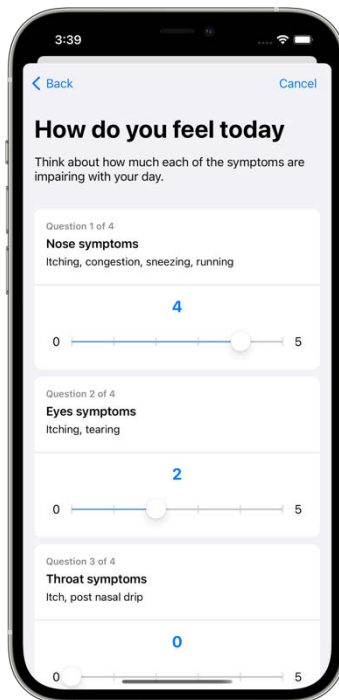 3:39
Back
Cancel
How do you feel today
Think about how much each of the symptoms are
impairing with your day.
Question 1 of 4
Nose symptoms
Itching, congestion, sneezing, running
4
0
5
Question 2 of 4
Eyes symptoms
Itching, tearing
2
0
5
Question 3 of 4
Throat symptoms
Itch, post nasal drip
0
0
5